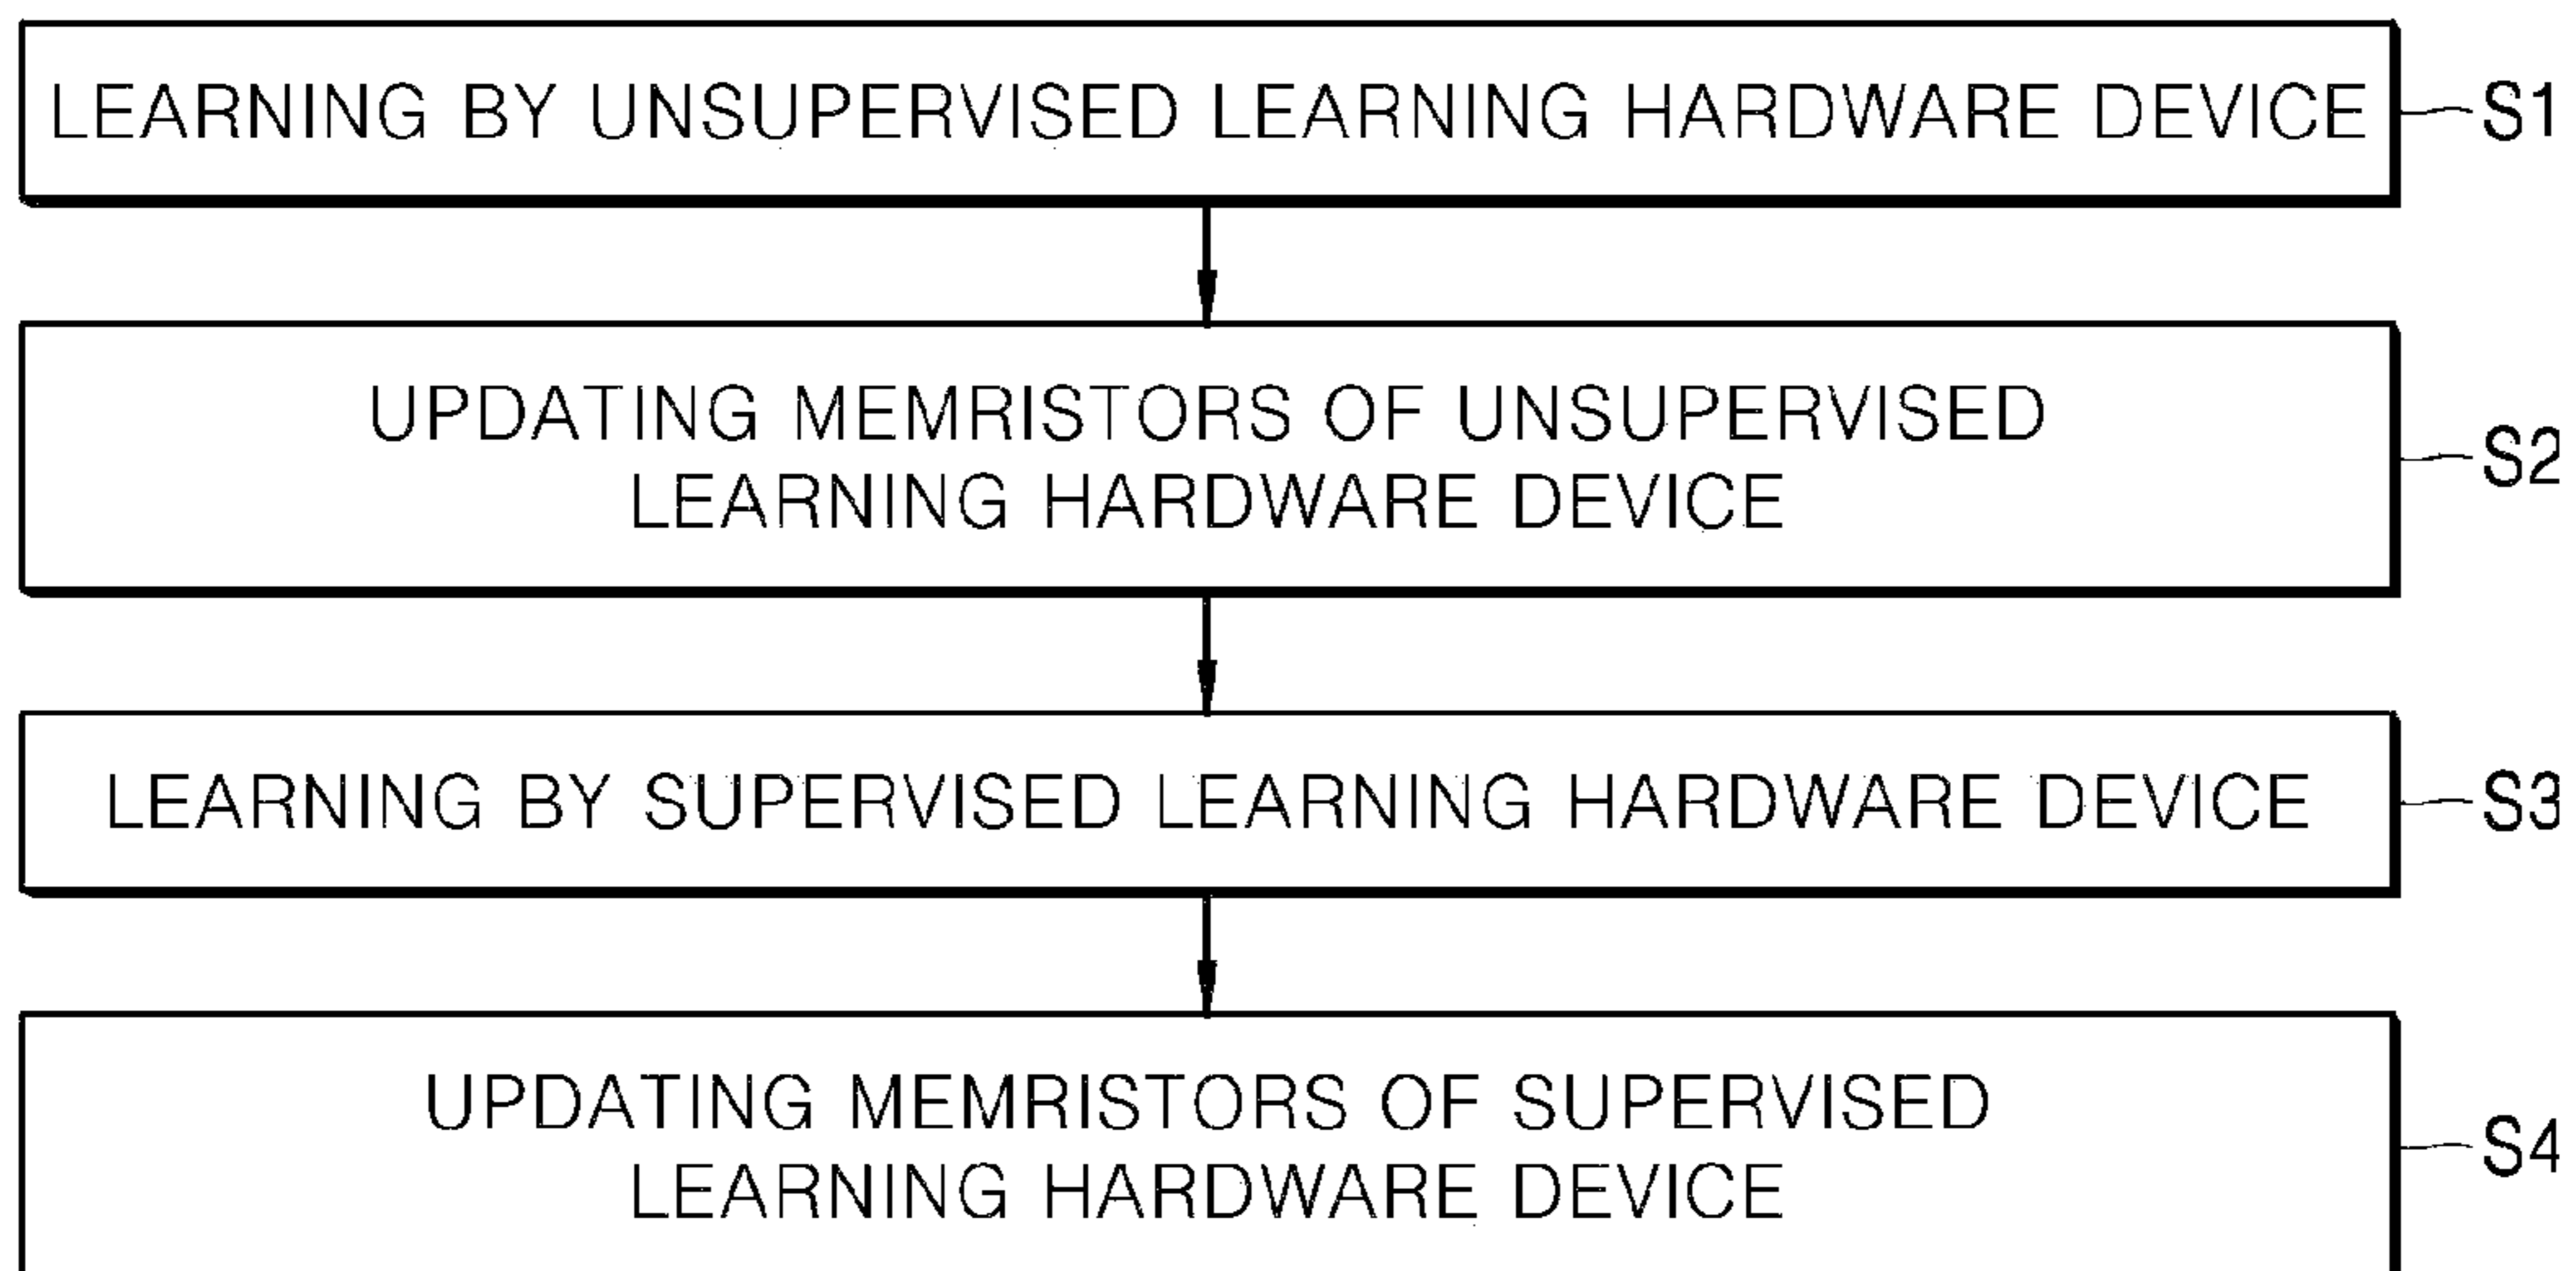 LEARNING BY UNSUPERVISED LEARNING HARDWARE DEVICE
S1
UPDATING MEMRISTORS OF UNSUPERVISED
LEARNING HARDWARE DEVICE
S2
LEARNING BY SUPERVISED LEARNING HARDWARE DEVICE
S3
UPDATING MEMRISTORS OF SUPERVISED
LEARNING HARDWARE DEVICE
S4